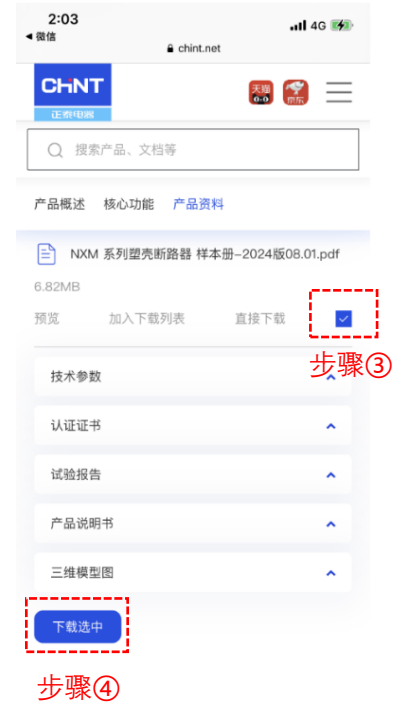 2:03
4G
微信
chint.net
CHNT
正泰电器
天猫
京东
搜索产品、文档等
产品概述 核心功能 产品资料
NXM 系列塑壳断路器 样本册-2024版08.01.pdf
6.82MB
预览 加入下载列表 直接下载
步骤③
技术参数
认证证书
试验报告
产品说明书
三维模型图
下载选中
步骤④